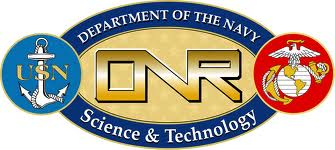 DEPARTMENT OF THE NAVY
USN
ONR
Science & Technology